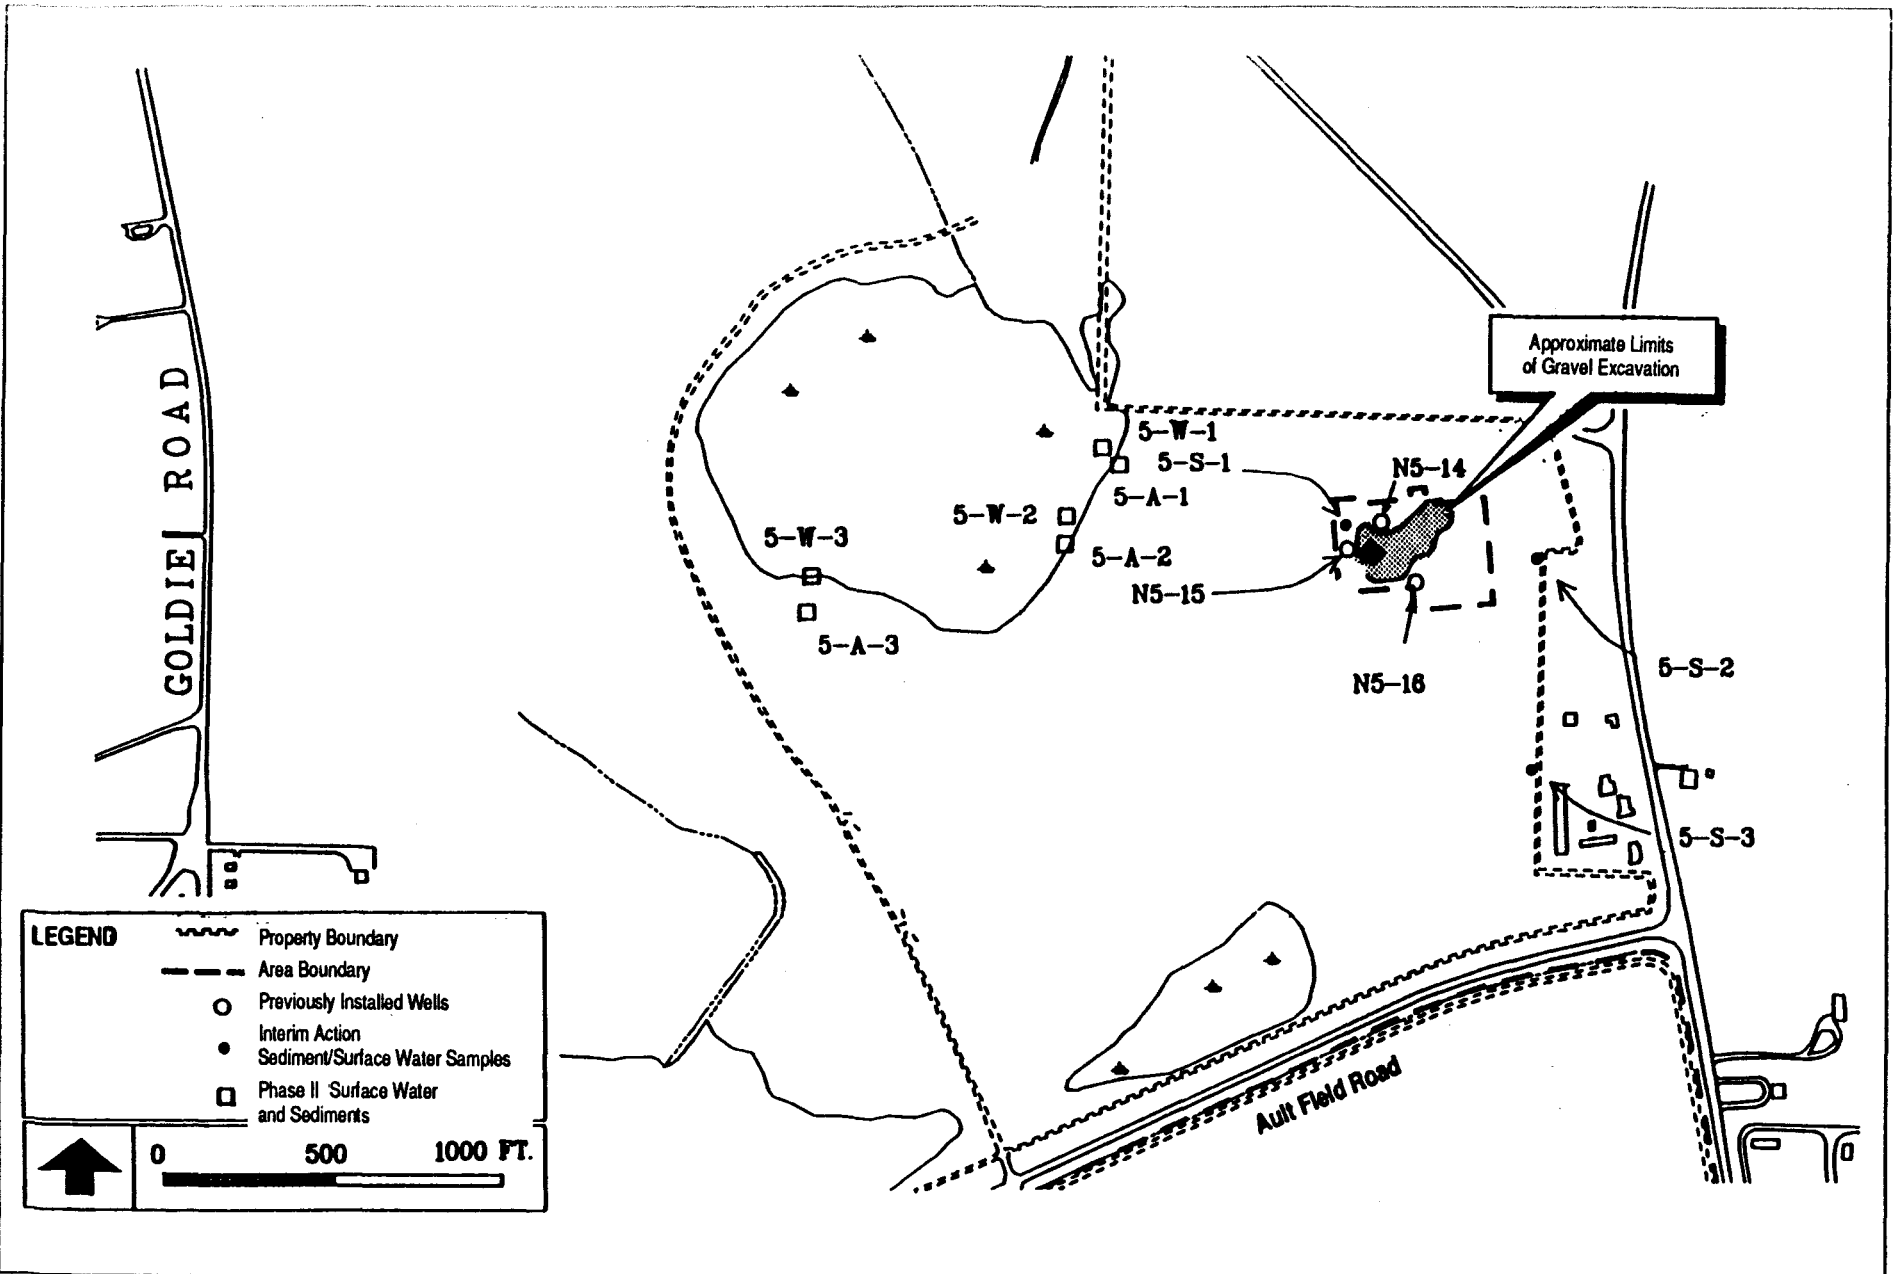 Approximate Limits
of Gravel Excavation
GOLDIE ROAD
5-W-1
5-S-1
N5-14
5-A-1
5-W-2
5-W-3
5-A-2
N5-15
5-A-3
5-S-2
N5-16
5-S-3
Ault Field Road
LEGEND
Property Boundary
Area Boundary
Previously Installed Wells
Interim Action
Sediment/Surface Water Samples
Phase II Surface Water
and Sediments
0 500 1000 FT.